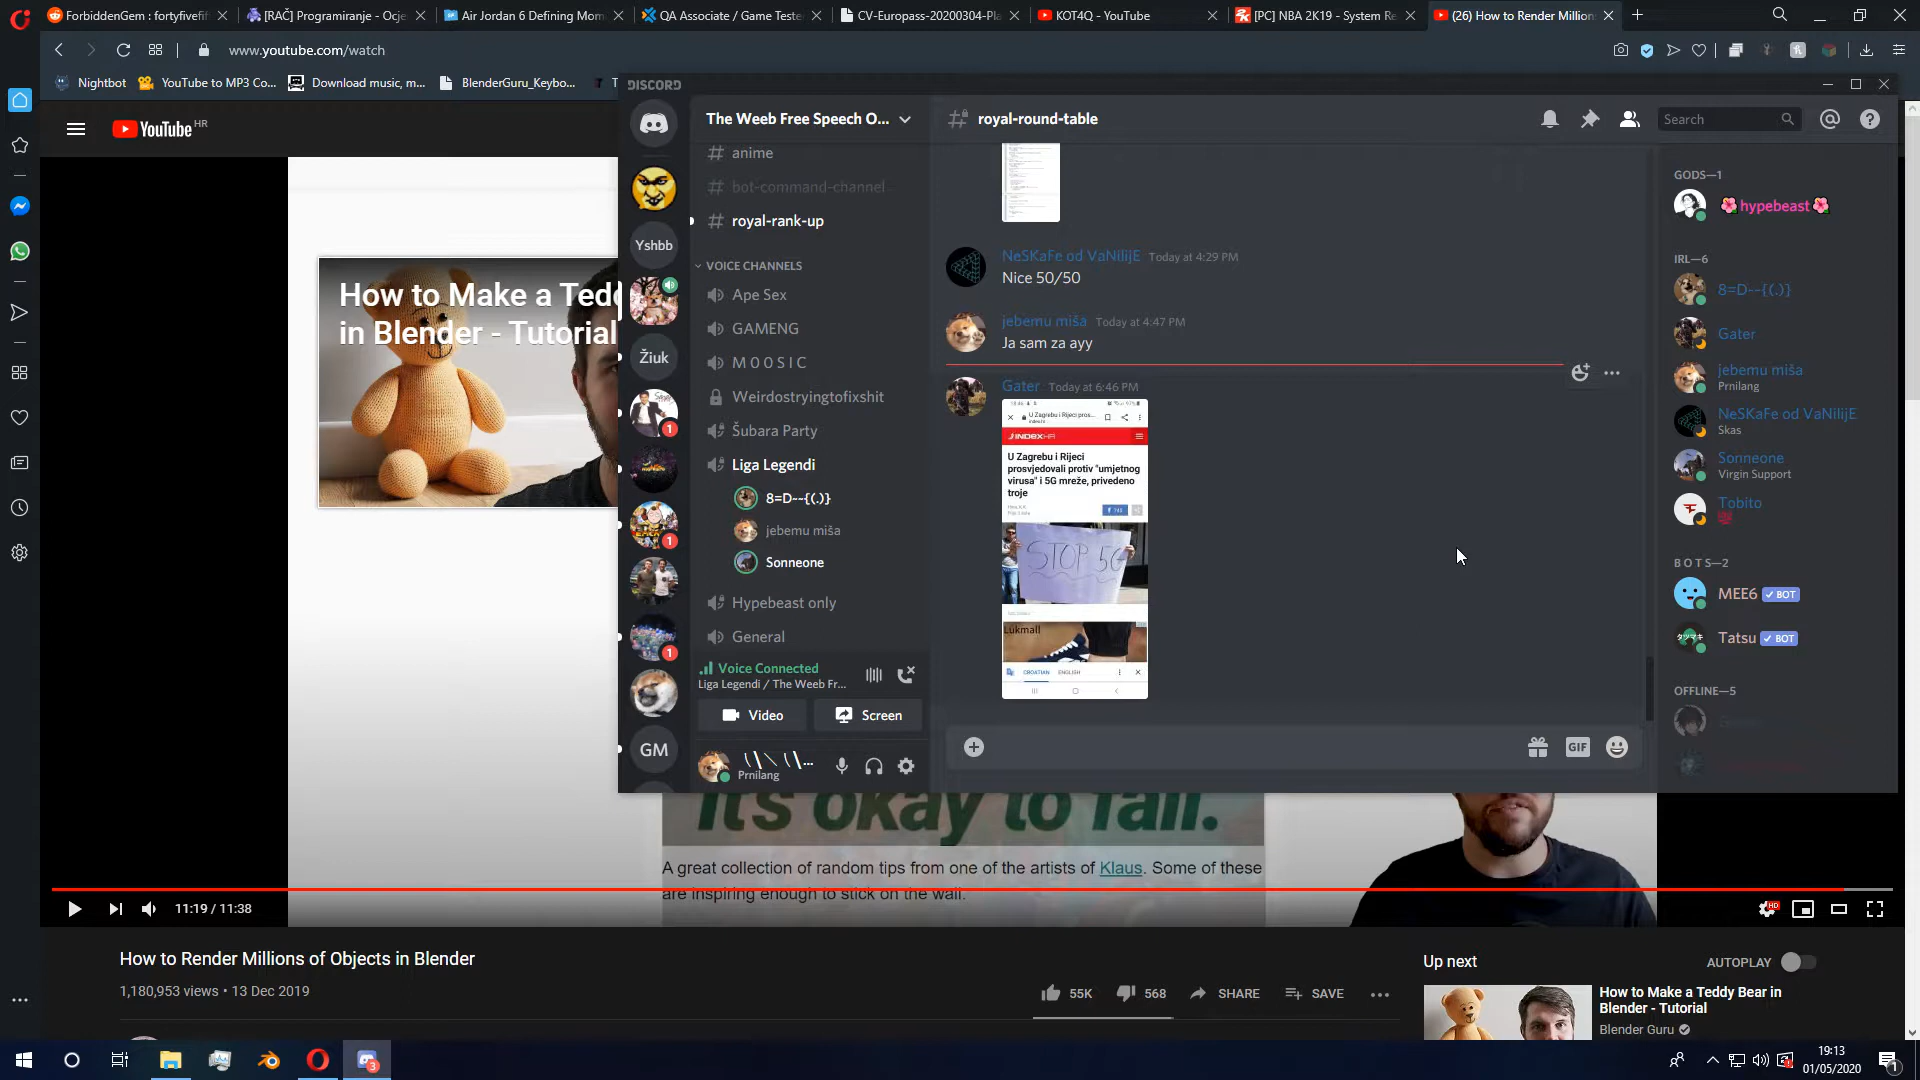 ForbiddenGem : fortyfivefif
[RAČ] Programiranje - Ocje
Air Jordan 6 Defining Mom
QA Associate / Game Teste
CV-Europass-20200304-Pla
KOT4Q - YouTube
[PC] NBA 2K19 - System Re
(26) How to Render Million
www.youtube.com/watch
Nightbot
YouTube to MP3 Co...
Download music, m...
BlenderGuru_Keybo...
YouTube HR
How to Make a Tedd
in Blender - Tutorial
DISCORD
The Weeb Free Speech O...
anime
bot-command-channel
royal-rank-up
VOICE CHANNELS
Ape Sex
GAMENG
M O O S I C
Weirdostryingtofixshit
Šubara Party
Liga Legendi
8=D~~{(.)}
jebemu miša
Sonneone
Hypebeast only
General
Voice Connected
Liga Legendi / The Weeb Fr...
Video
Screen
Prnilang
Yshbb
Žiuk
1
1
1
GM
royal-round-table
Search
NeSKaFe od VaNilijE Today at 4:29 PM
Nice 50/50
jebemu miša Today at 4:47 PM
Ja sam za ayy
Gater Today at 6:46 PM
U Zagrebu i Rijeci pros...
index.hr
INDEXHR
U Zagrebu i Rijeci
prosvjedovali protiv "umjetnog
virusa" i 5G mreže, privedeno
troje
STOP 5G
Lukmall
CROATIAN ENGLISH
GIF
GODS—1
hypebeast
IRL—6
8=D~~{(.)}
Gater
jebemu miša
Prnilang
NeSKaFe od VaNilijE
Skas
Sonneone
Virgin Support
Tobito
B O T S—2
MEE6 BOT
Tatsu BOT
OFFLINE—5
it's okay to fail.
A great collection of random tips from one of the artists of Klaus. Some of these
are inspiring enough to stick on the wall.
11:19 / 11:38
HD
How to Render Millions of Objects in Blender
1,180,953 views • 13 Dec 2019
55K
568
SHARE
SAVE
Up next
AUTOPLAY
How to Make a Teddy Bear in
Blender - Tutorial
Blender Guru
3
19:13
01/05/2020
1